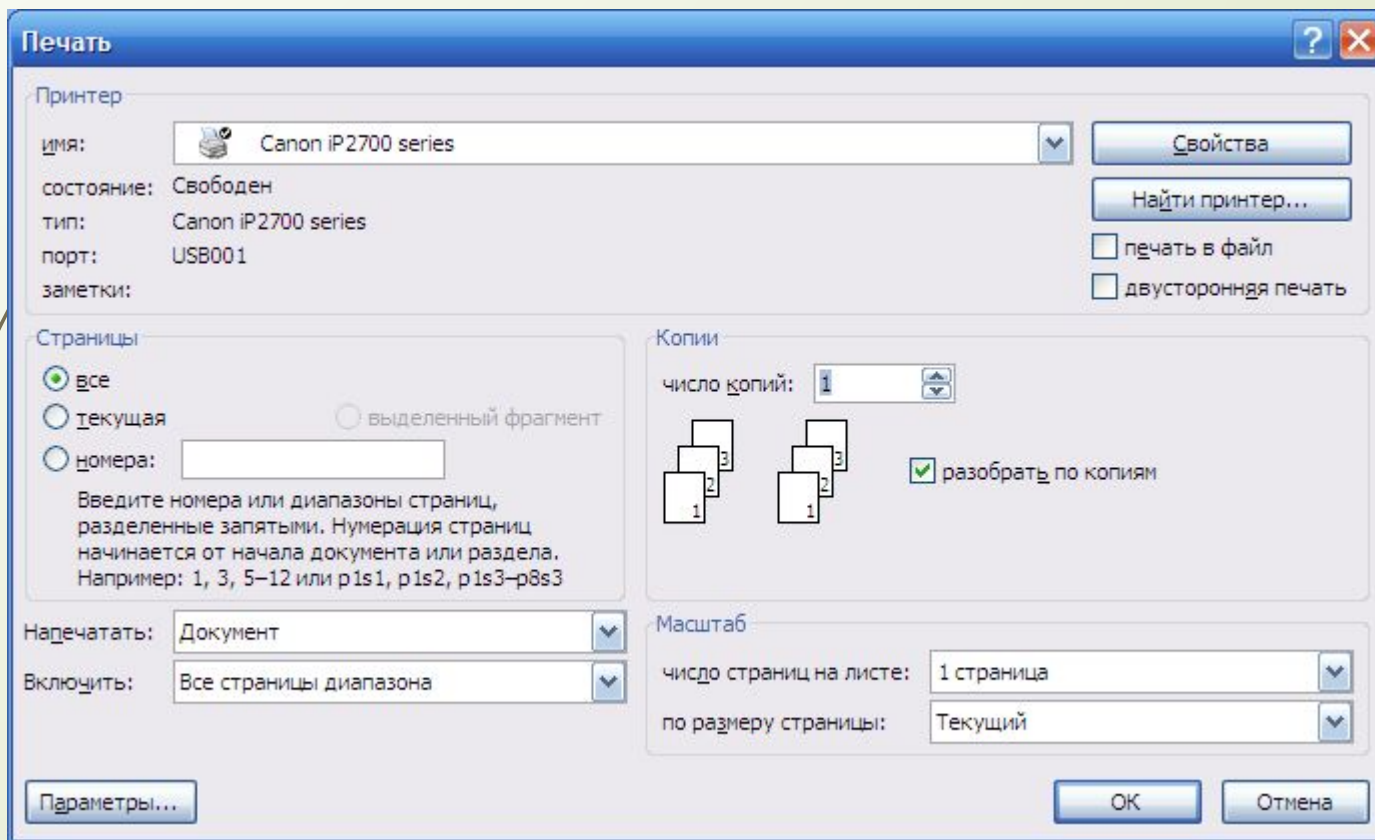 Печать
Принтер
имя: Canon iP2700 series
Свойства
состояние: Свободен
Найти принтер...
тип: Canon iP2700 series
порт: USB001
печать в файл
заметки:
двусторонняя печать
Страницы
все
текущая выделенный фрагмент
номера:
Введите номера или диапазоны страниц,
разделенные запятыми. Нумерация страниц
начинается от начала документа или раздела.
Например: 1, 3, 5–12 или p1s1, p1s2, p1s3–p8s3
Копии
число копий: 1
3 3
2 2
1 1
разобрать по копиям
Напечатать: Документ
Включить: Все страницы диапазона
Масштаб
число страниц на листе: 1 страница
по размеру страницы: Текущий
Параметры...
ОК
Отмена